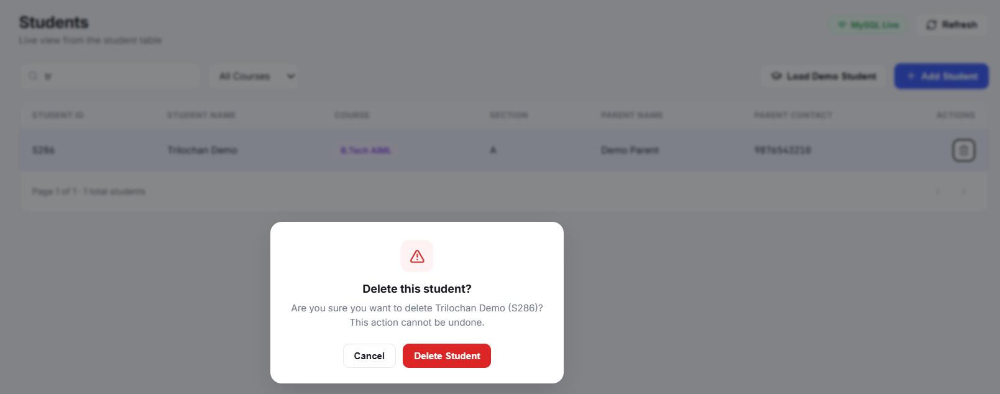 Students
Live view from the student table
MySQL Live
Refresh
tr
All Courses
Load Demo Student
+ Add Student
STUDENT ID STUDENT NAME COURSE SECTION PARENT NAME PARENT CONTACT ACTIONS
S286 Trilochan Demo B.Tech AIML A Demo Parent 9876543210
Page 1 of 1 · 1 total students
Delete this student?
Are you sure you want to delete Trilochan Demo (S286)?
This action cannot be undone.
Cancel
Delete Student